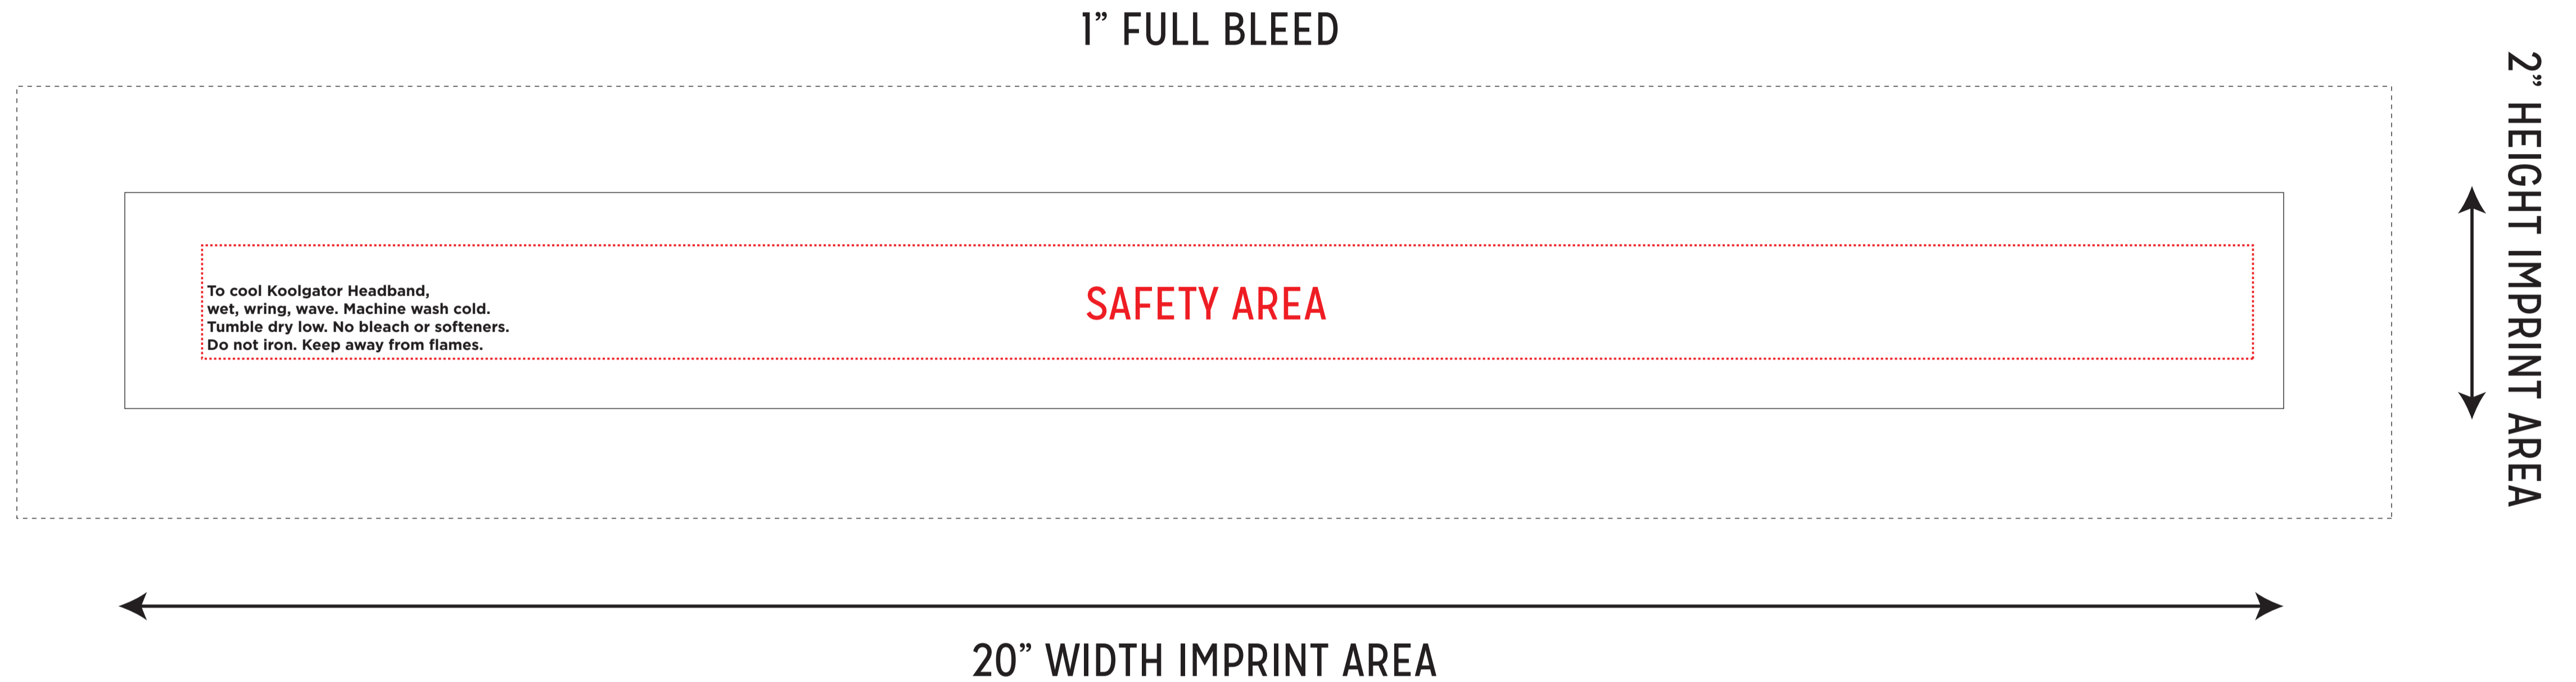 1” FULL BLEED
2” HEIGHT IMPRINT AREA
To cool Koolgator Headband,
wet, wring, wave. Machine wash cold.
Tumble dry low. No bleach or softeners.
Do not iron. Keep away from flames.
SAFETY AREA
20” WIDTH IMPRINT AREA